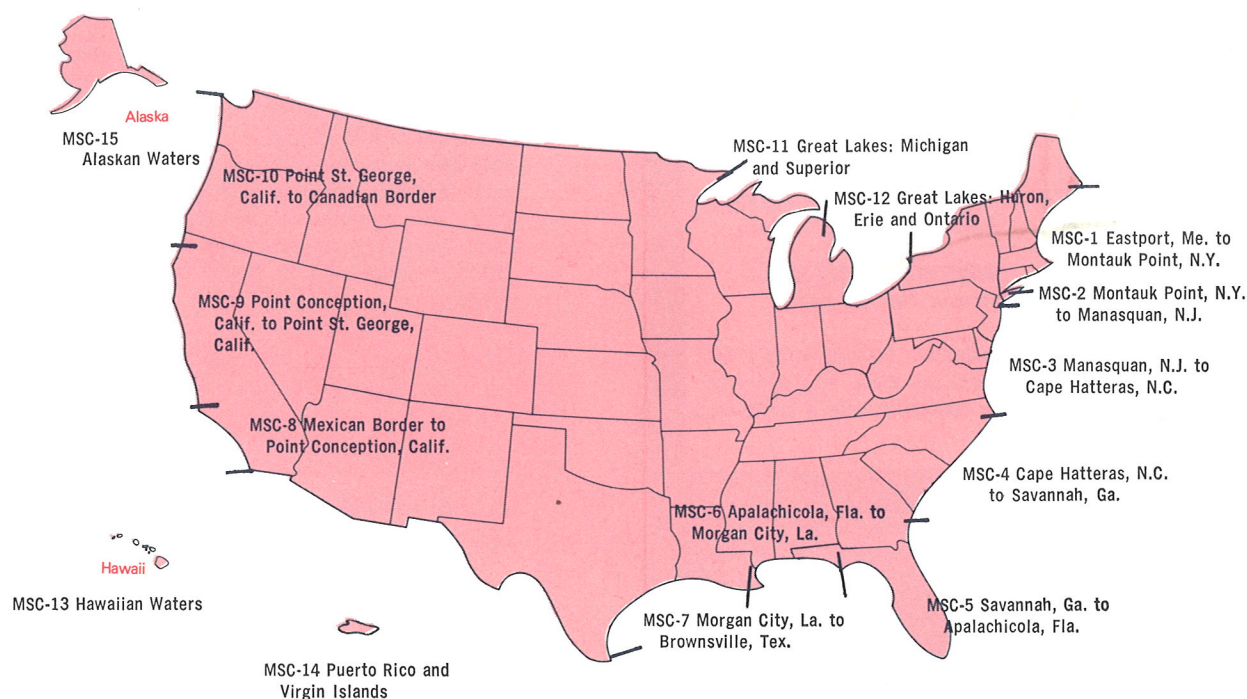 Alaska
MSC-15
Alaskan Waters
MSC-11 Great Lakes: Michigan
and Superior
MSC-10 Point St. George,
Calif. to Canadian Border
MSC-12 Great Lakes: Huron,
Erie and Ontario
MSC-1 Eastport, Me. to
Montauk Point, N.Y.
MSC-2 Montauk Point, N.Y.
to Manasquan, N.J.
MSC-9 Point Conception,
Calif. to Point St. George,
Calif.
MSC-3 Manasquan, N.J. to
Cape Hatteras, N.C.
MSC-8 Mexican Border to
Point Conception, Calif.
MSC-4 Cape Hatteras, N.C.
to Savannah, Ga.
MSC-6 Apalachicola, Fla. to
Morgan City, La.
Hawaii
MSC-13 Hawaiian Waters
MSC-7 Morgan City, La. to
Brownsville, Tex.
MSC-5 Savannah, Ga. to
Apalachicola, Fla.
MSC-14 Puerto Rico and
Virgin Islands